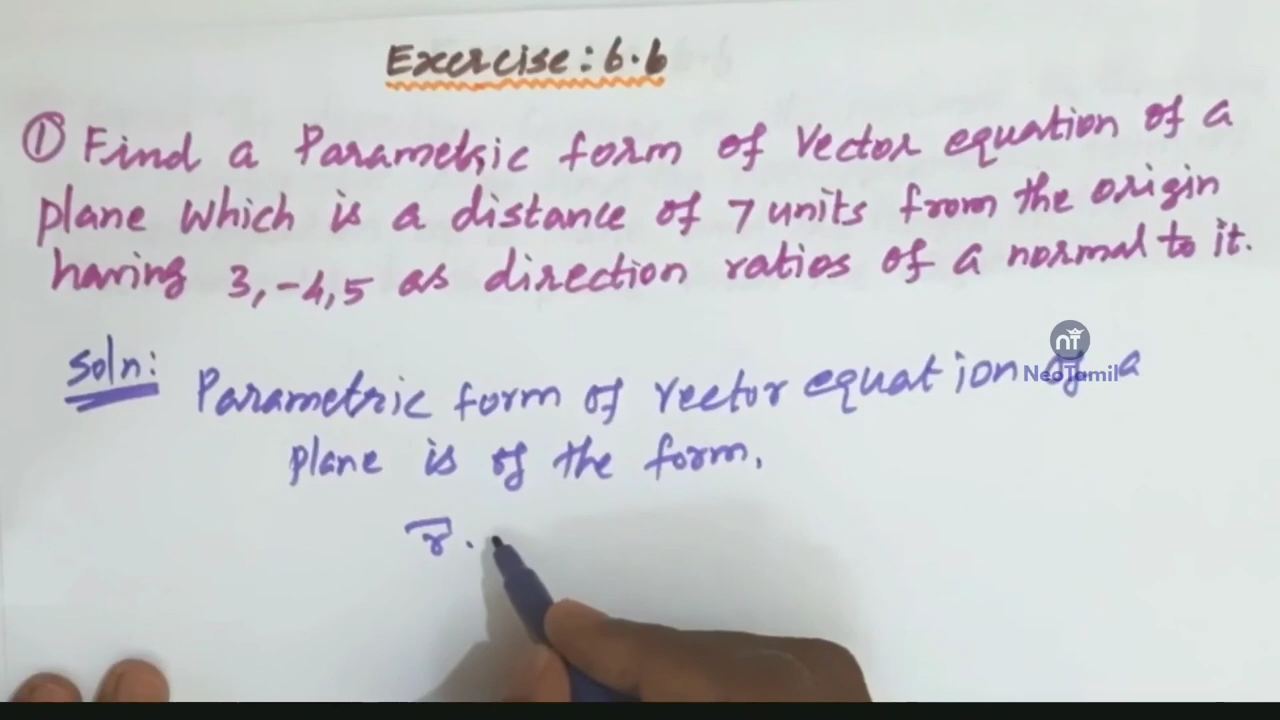 Exercise: 6.6
① Find a Parametric form of Vector equation of a
plane which is a distance of 7 units from the origin
having 3, -4, 5 as direction ratios of a normal to it.
nT
NeoTamil
Soln: Parametric form of vector equation of a
plane is of the form,
r̅ .